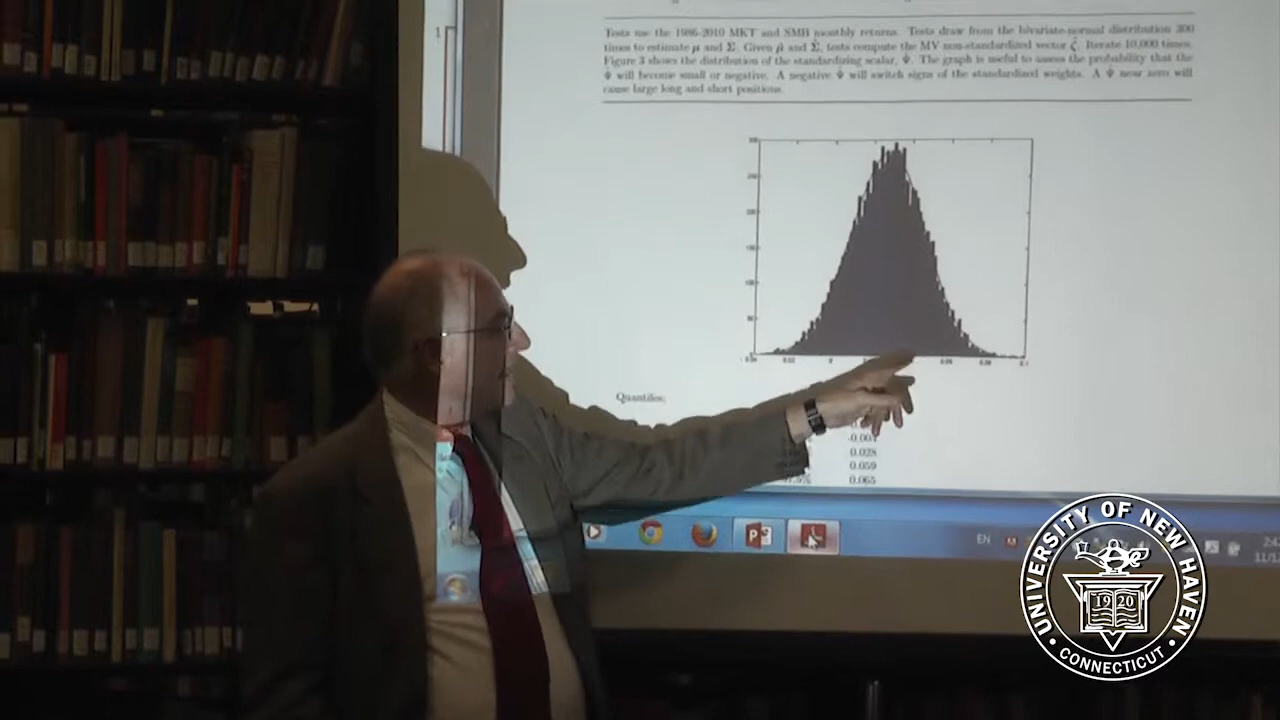 Tests use the 1986-2010 MKT and SMB monthly returns. Tests draw from the bivariate-normal distribution 300
times to estimate μ and Σ. Given μ̂ and Σ̂, tests compute the MV non-standardized vector ζ̂. Iterate 10,000 times.
Figure 3 shows the distribution of the standardizing scalar, Ψ̂. The graph is useful to assess the probability that the
Ψ̂ will become small or negative. A negative Ψ̂ will switch signs of the standardized weights. A Ψ̂ near zero will
cause large long and short positions.
Quantiles;
-0.001
0.028
0.059
0.065
EN
UNIVERSITY OF NEW HAVEN
1920
CONNECTICUT